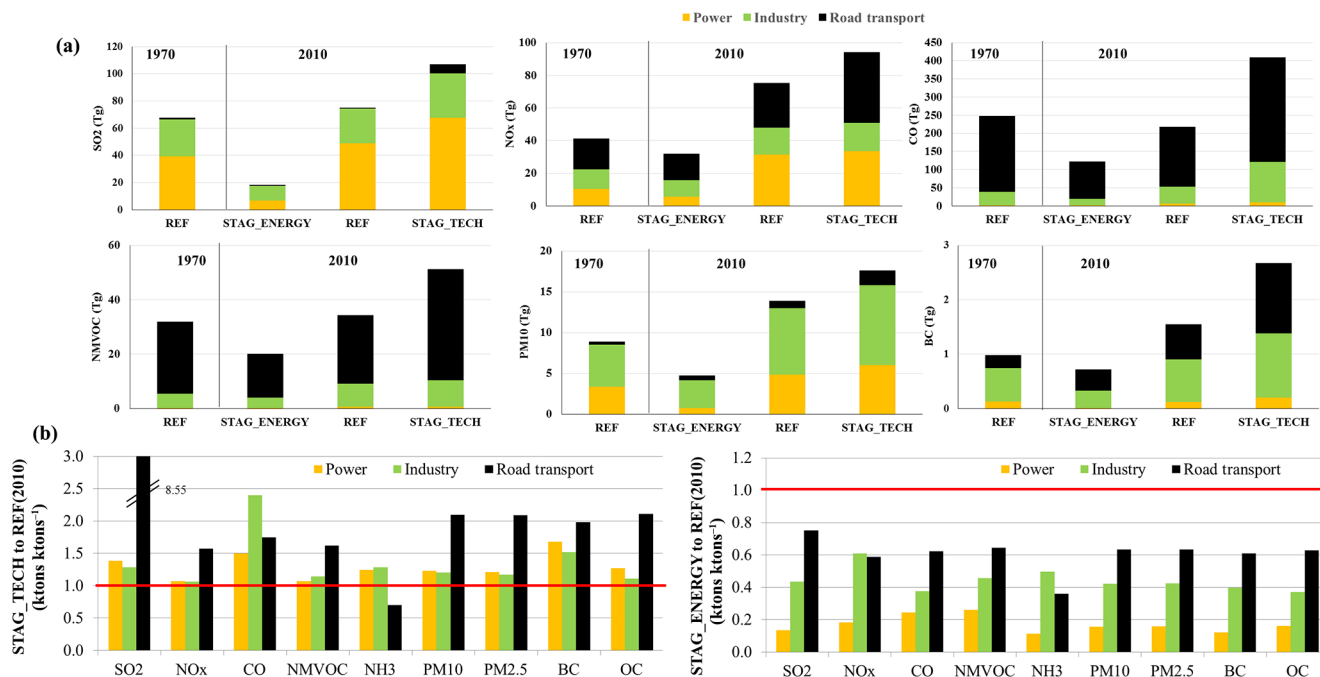 Power Industry Road transport
(a)
120
100
80
60
40
20
0
SO2 (Tg)
1970 2010
REF STAG_ENERGY REF STAG_TECH
100
80
60
40
20
0
NOx (Tg)
1970 2010
REF STAG_ENERGY REF STAG_TECH
450
400
350
300
250
200
150
100
50
0
CO (Tg)
1970 2010
REF STAG_ENERGY REF STAG_TECH
60
40
20
0
NMVOC (Tg)
1970 2010
REF STAG_ENERGY REF STAG_TECH
20
15
10
5
0
PM10 (Tg)
1970 2010
REF STAG_ENERGY REF STAG_TECH
3
2
1
0
BC (Tg)
1970 2010
REF STAG_ENERGY REF STAG_TECH
(b)
STAG_TECH to REF(2010)
(ktons ktons⁻¹)
3.0
2.5
2.0
1.5
1.0
0.5
0.0
Power Industry Road transport
8.55
SO2 NOx CO NMVOC NH3 PM10 PM2.5 BC OC
STAG_ENERGY to REF(2010)
(ktons ktons⁻¹)
1.2
1.0
0.8
0.6
0.4
0.2
0.0
Power Industry Road transport
SO2 NOx CO NMVOC NH3 PM10 PM2.5 BC OC